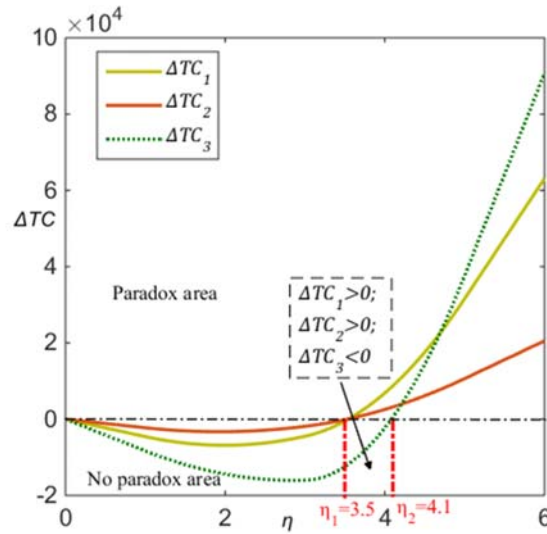 ×10⁴
10
8
6
4
2
0
-2
ΔTC
ΔTC₁
ΔTC₂
ΔTC₃
Paradox area
ΔTC₁>0;
ΔTC₂>0;
ΔTC₃<0
No paradox area
0
2
4
6
η
η₁=3.5
η₂=4.1